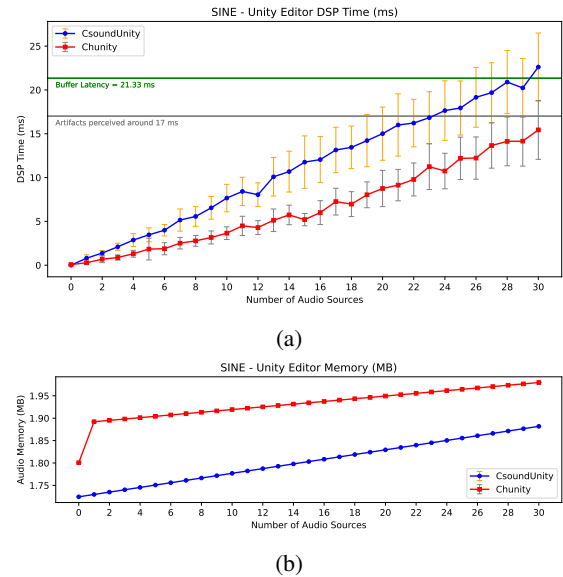 SINE - Unity Editor DSP Time (ms)
CsoundUnity
Chunity
Buffer Latency = 21.33 ms
Artifacts perceived around 17 ms
DSP Time (ms)
25
20
15
10
5
0
0 2 4 6 8 10 12 14 16 18 20 22 24 26 28 30
Number of Audio Sources
(a)
SINE - Unity Editor Memory (MB)
Audio Memory (MB)
1.95
1.90
1.85
1.80
1.75
CsoundUnity
Chunity
0 2 4 6 8 10 12 14 16 18 20 22 24 26 28 30
Number of Audio Sources
(b)